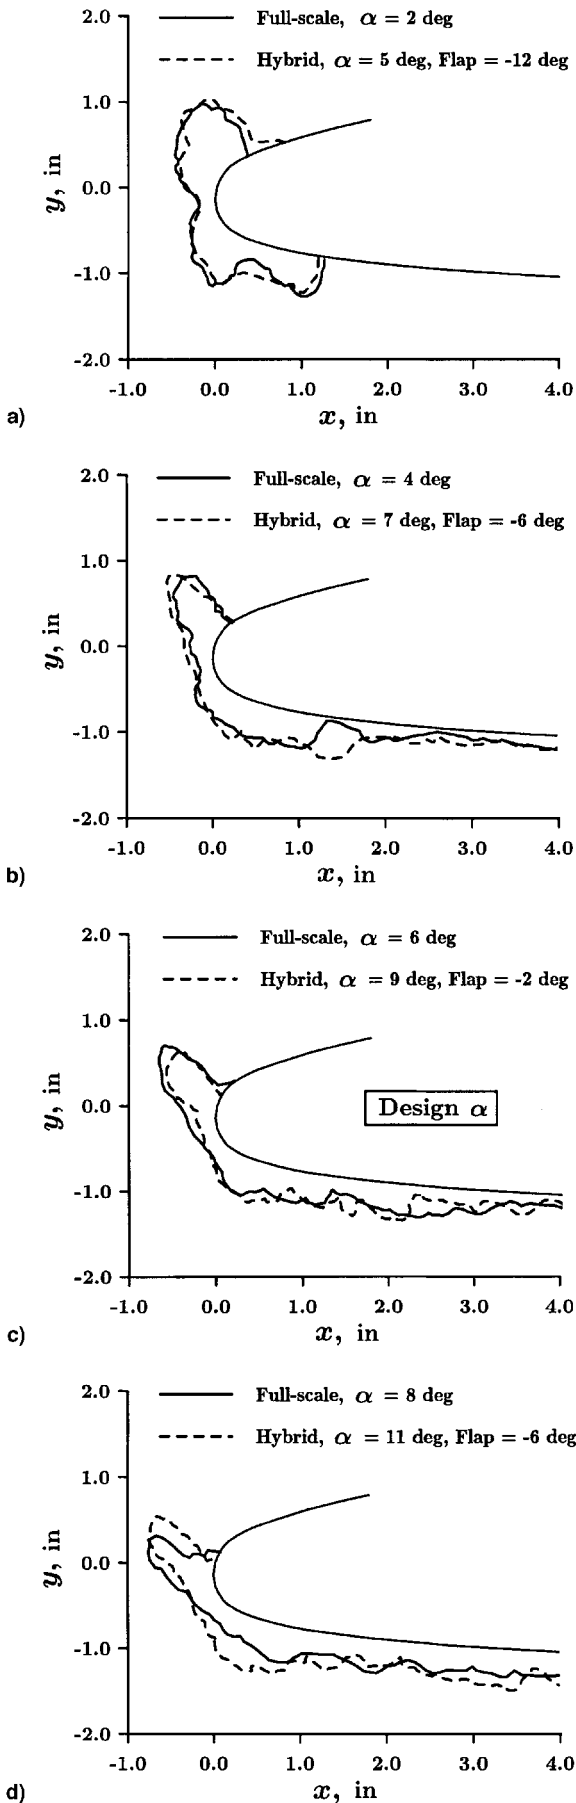 2.0
Full-scale, α = 2 deg
Hybrid, α = 5 deg, Flap = -12 deg
1.0
y, in
0.0
-1.0
-2.0
-1.0 0.0 1.0 2.0 3.0 4.0
a)
x, in
2.0
Full-scale, α = 4 deg
Hybrid, α = 7 deg, Flap = -6 deg
1.0
y, in
0.0
-1.0
-2.0
-1.0 0.0 1.0 2.0 3.0 4.0
b)
x, in
2.0
Full-scale, α = 6 deg
Hybrid, α = 9 deg, Flap = -2 deg
1.0
y, in
0.0
Design α
-1.0
-2.0
-1.0 0.0 1.0 2.0 3.0 4.0
c)
x, in
2.0
Full-scale, α = 8 deg
Hybrid, α = 11 deg, Flap = -6 deg
1.0
y, in
0.0
-1.0
-2.0
-1.0 0.0 1.0 2.0 3.0 4.0
d)
x, in